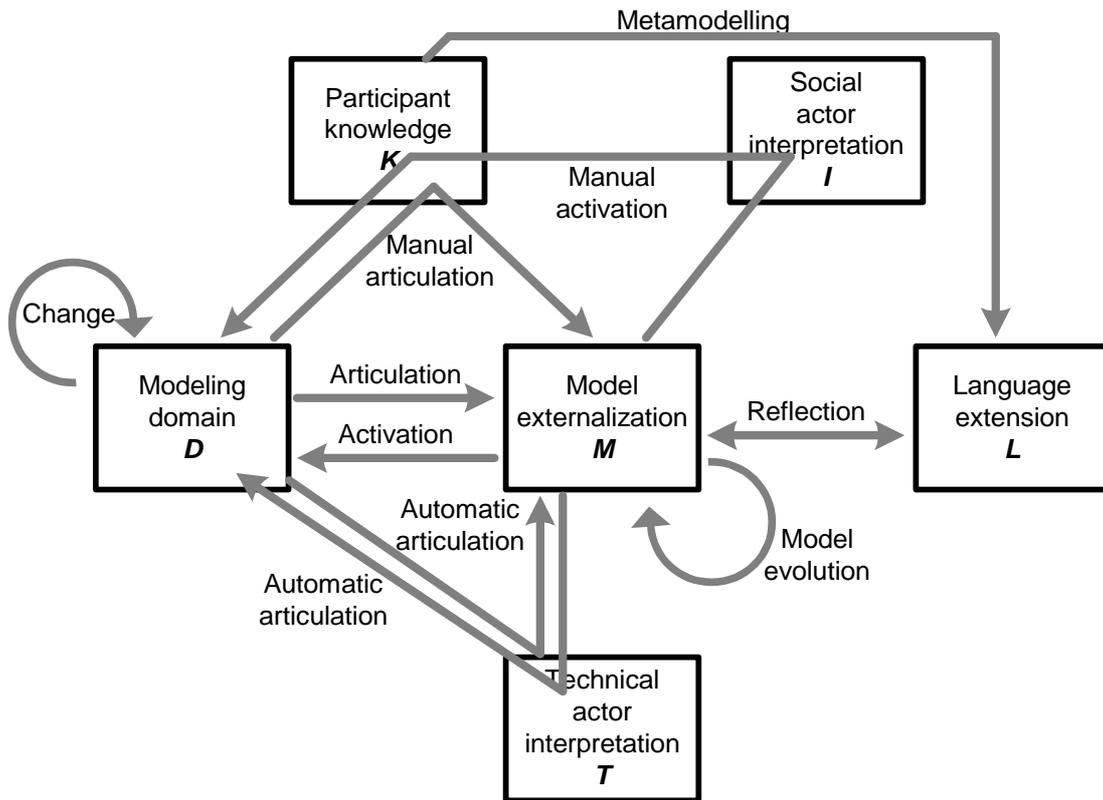 Metamodelling
Participant
knowledge
K
Social
actor
interpretation
I
Manual
activation
Manual
articulation
Change
Modeling
domain
D
Articulation
Activation
Model
externalization
M
Reflection
Language
extension
L
Automatic
articulation
Model
evolution
Automatic
articulation
Technical
actor
interpretation
T